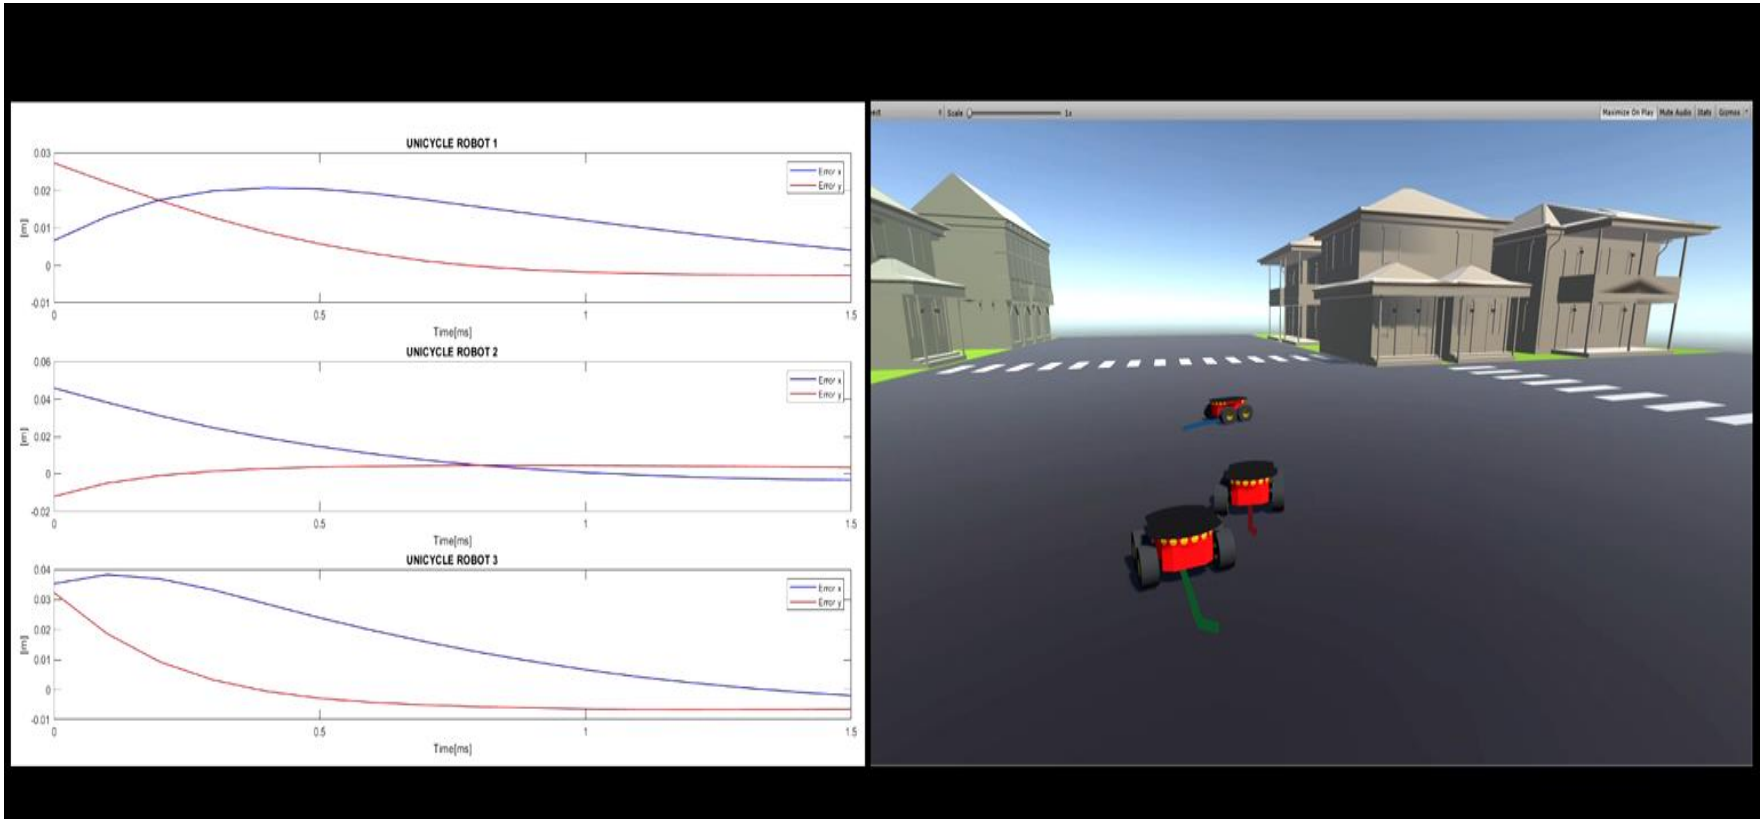 UNICYCLE ROBOT 1
0.03
0.02
0.01
0
-0.01
[m]
Error x
Error y
0
0.5
1
1.5
Time[ms]
UNICYCLE ROBOT 2
0.06
0.04
0.02
0
-0.02
[m]
Error x
Error y
0
0.5
1
1.5
Time[ms]
UNICYCLE ROBOT 3
0.04
0.03
0.02
0.01
0
-0.01
[m]
Error x
Error y
0
0.5
1
1.5
Time[ms]
Scale 1x Maximize On Play Mute Audio Stats Gizmos